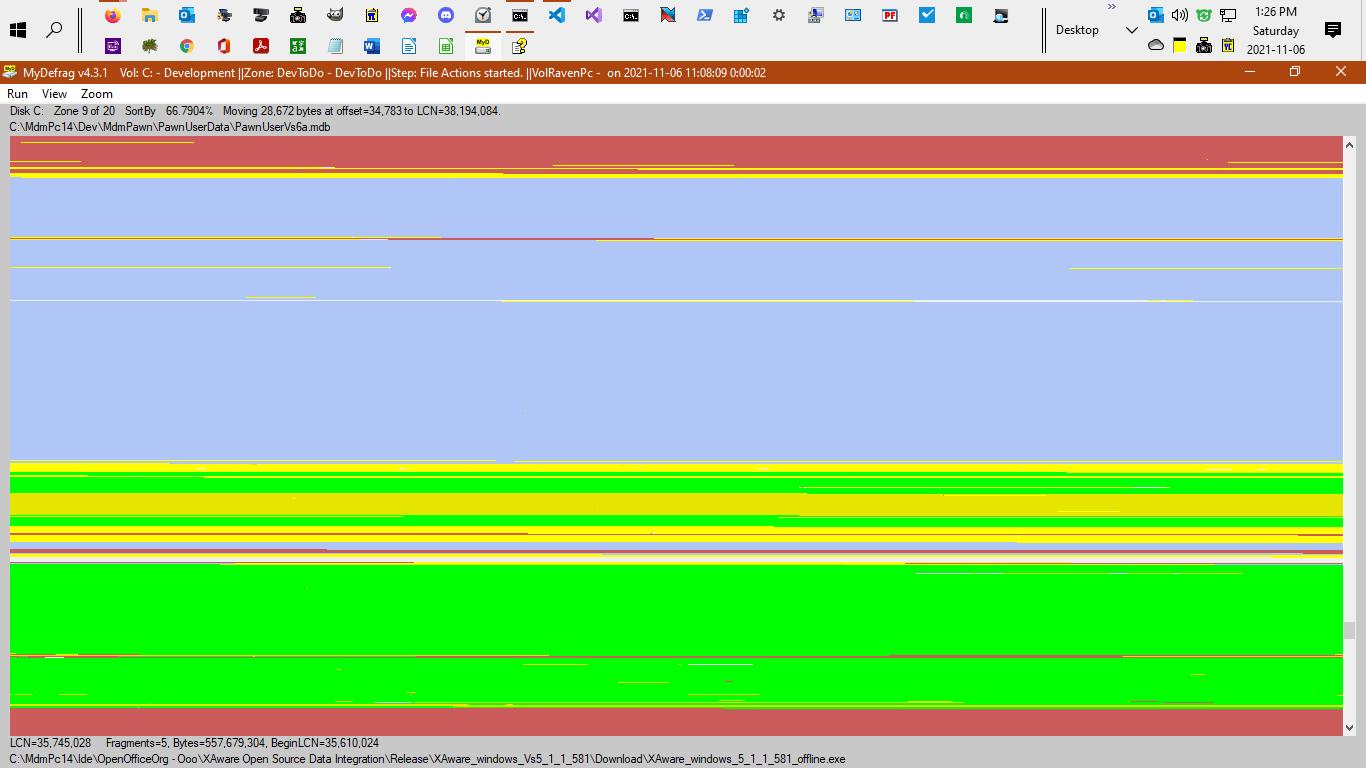 1:26 PM
Desktop
Saturday
2021-11-06
MyDefrag v4.3.1    Vol: C: - Development ||Zone: DevToDo - DevToDo ||Step: File Actions started. ||VolRavenPc -  on 2021-11-06 11:08:09 0:00:02
Run View Zoom
Disk C:   Zone 9 of 20   SortBy   66.7904%   Moving 28,672 bytes at offset=34,783 to LCN=38,194,084.
C:\MdmPc14\Dev\MdmPawn\PawnUserData\PawnUserVs6a.mdb
LCN=35,745,028    Fragments=5, Bytes=557,679,304, BeginLCN=35,610,024
C:\MdmPc14\Ide\OpenOfficeOrg - Ooo\XAware Open Source Data Integration\Release\XAware_windows_Vs5_1_1_581\Download\XAware_windows_5_1_1_581_offline.exe